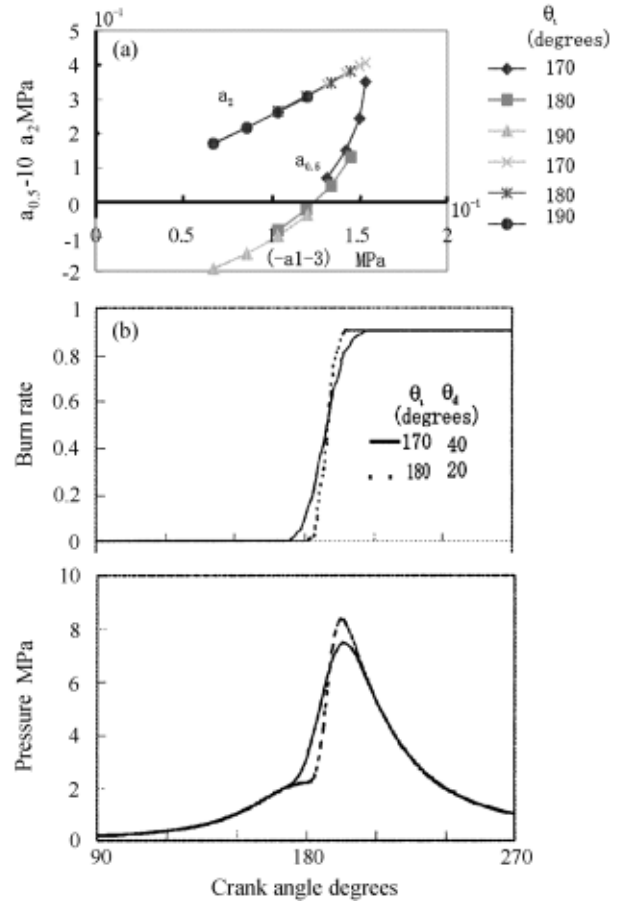 5 ×10⁻¹
(a)
4
3
2
1
0
-1
-2
a₂
a₀.₆
a₀.₅-10 a₂MPa
0 0.5 1 1.5 2
10⁻¹
(-a1-3) MPa
θι
(degrees)
170
180
190
170
180
190
(b)
1
0.8
0.6
0.4
0.2
0
Burn rate
θι θd
(degrees)
170 40
180 20
10
8
6
4
2
0
Pressure MPa
90 180 270
Crank angle degrees